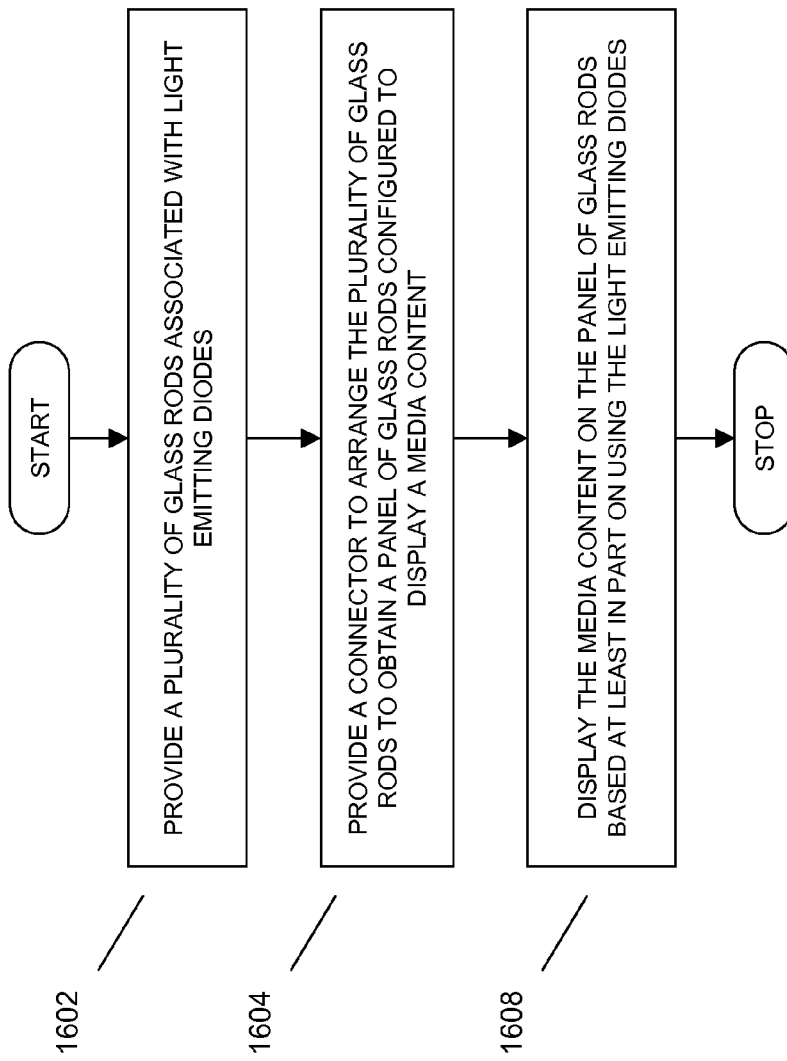 START
1602
PROVIDE A PLURALITY OF GLASS RODS ASSOCIATED WITH LIGHT
EMITTING DIODES
1604
PROVIDE A CONNECTOR TO ARRANGE THE PLURALITY OF GLASS
RODS TO OBTAIN A PANEL OF GLASS RODS CONFIGURED TO
DISPLAY A MEDIA CONTENT
1608
DISPLAY THE MEDIA CONTENT ON THE PANEL OF GLASS RODS
BASED AT LEAST IN PART ON USING THE LIGHT EMITTING DIODES
STOP